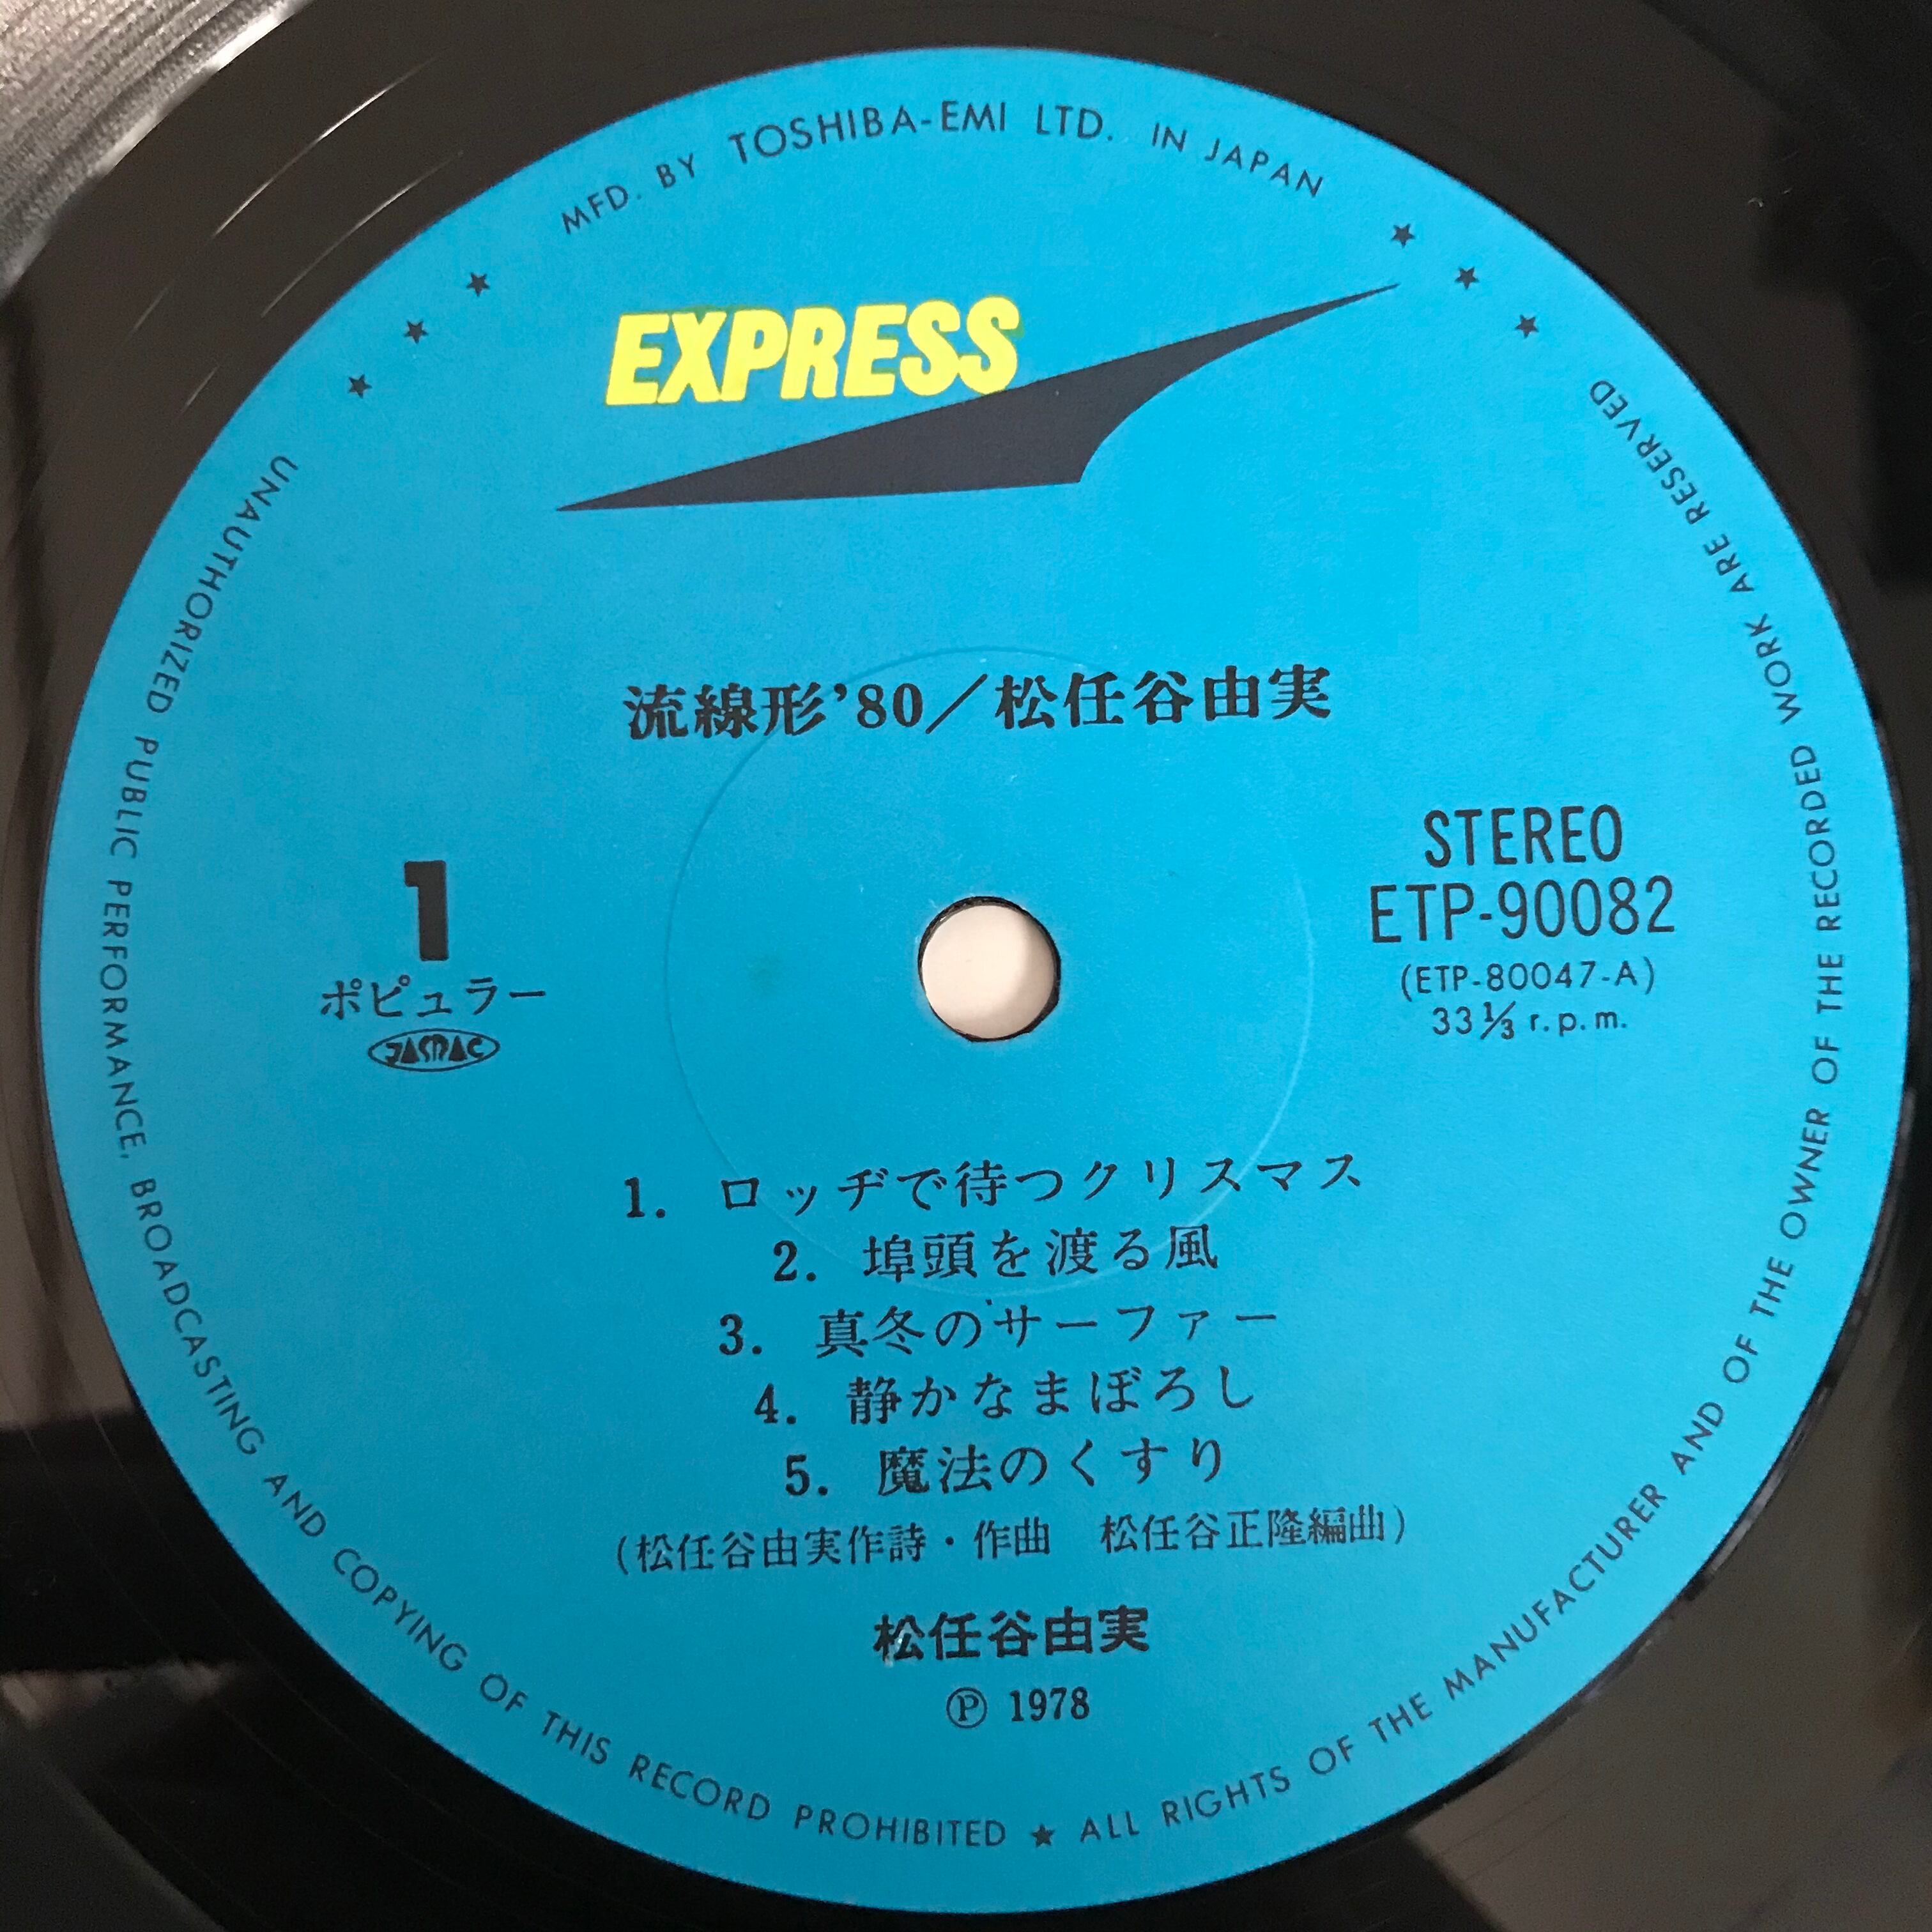 MFD. BY TOSHIBA-EMI LTD. IN JAPAN
EXPRESS
流線形'80／松任谷由実
1
ポピュラー
JASRAC
STEREO
ETP-90082
(ETP-80047-A)
33⅓ r.p.m.
1. ロッヂで待つクリスマス
2. 埠頭を渡る風
3. 真冬のサーファー
4. 静かなまぼろし
5. 魔法のくすり
(松任谷由実作詩・作曲　松任谷正隆編曲)
松任谷由実
Ⓟ 1978
UNAUTHORIZED PUBLIC PERFORMANCE, BROADCASTING AND COPYING OF THIS RECORD PROHIBITED ★ ALL RIGHTS OF THE MANUFACTURER AND OF THE OWNER OF THE RECORDED WORK ARE RESERVED